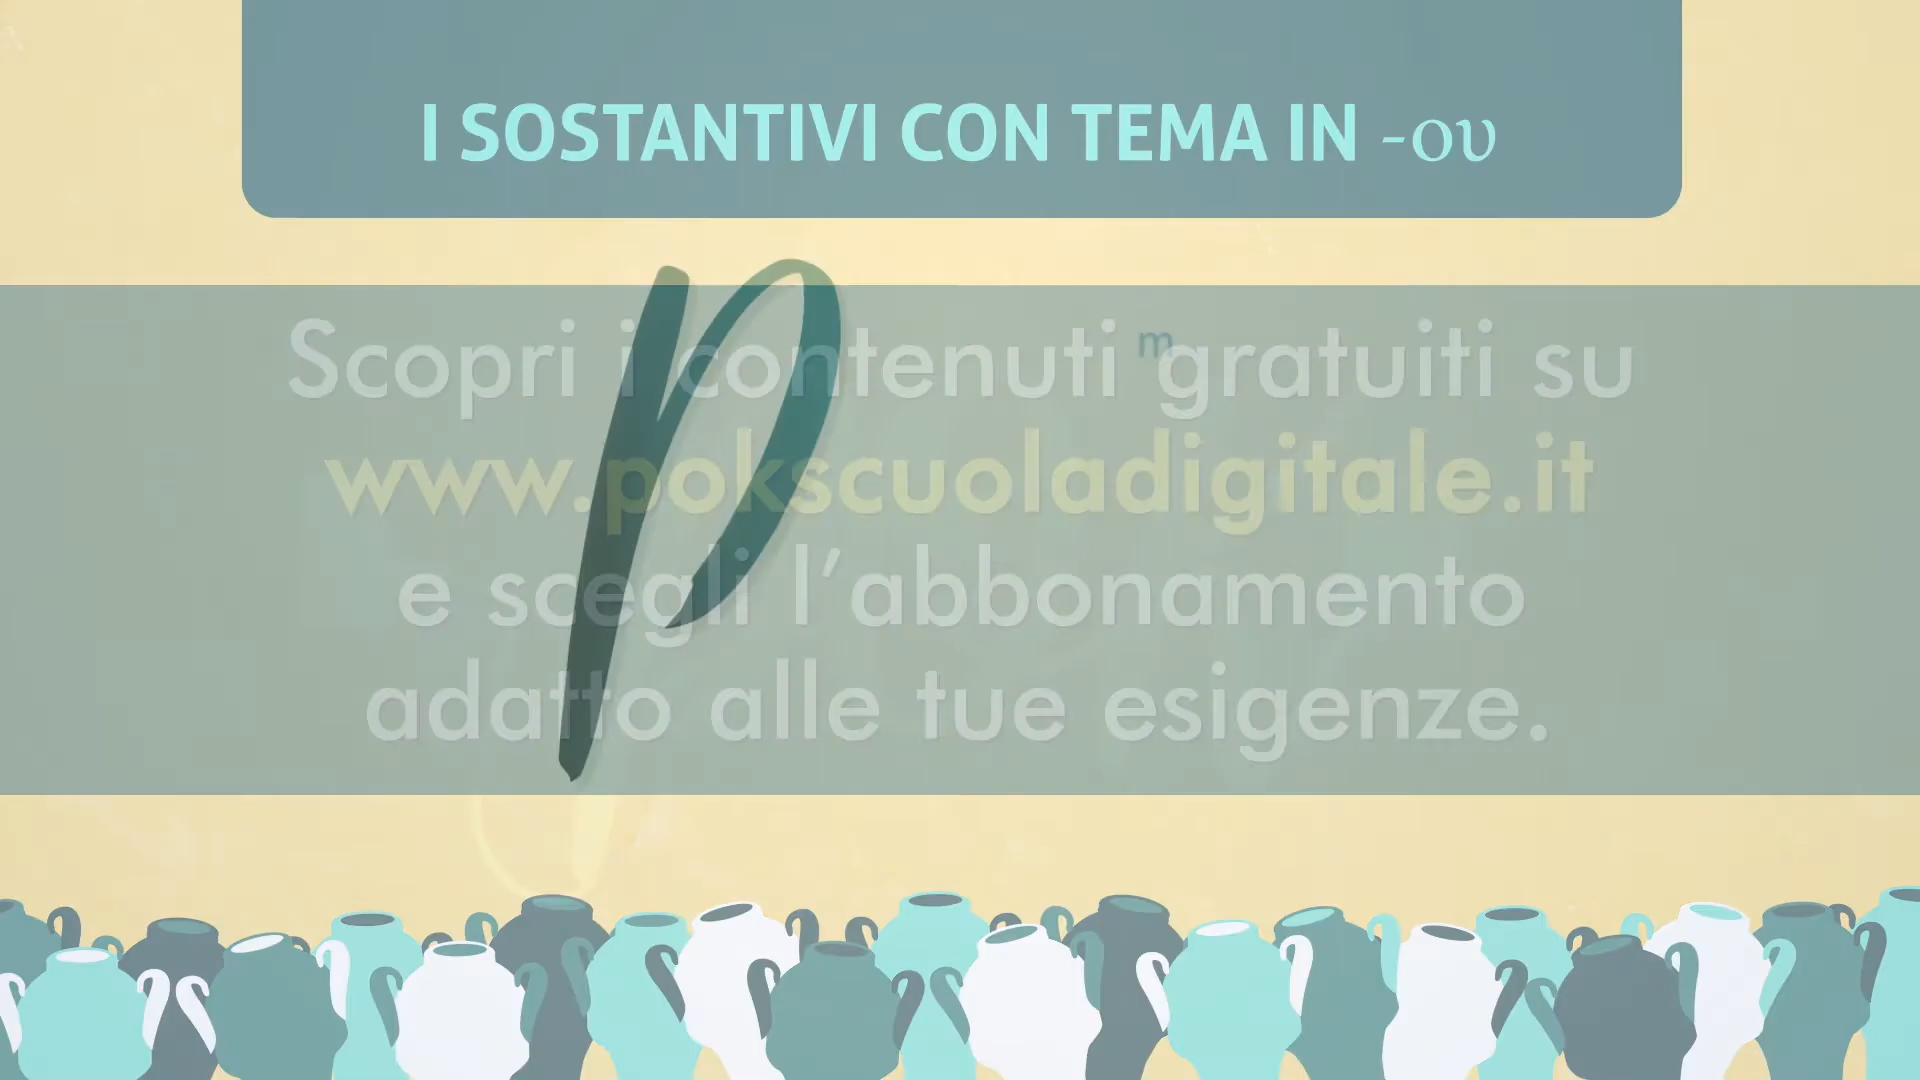 I SOSTANTIVI CON TEMA IN -ου
Scopri i contenuti gratuiti su
www.pokscuoladigitale.it
e scegli l’abbonamento
adatto alle tue esigenze.
p
m